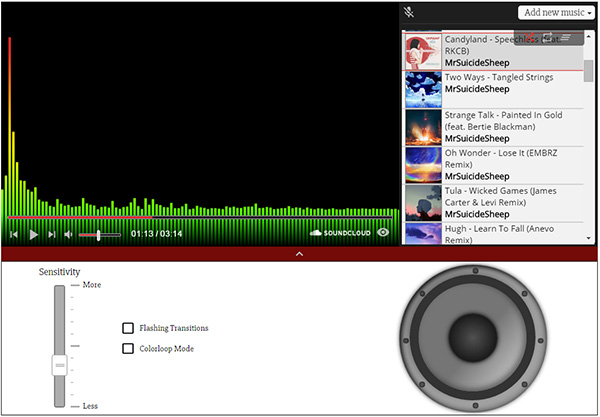 Add new music
Candyland - Speechless (feat.
RKCB)
MrSuicideSheep
Two Ways - Tangled Strings
MrSuicideSheep
Strange Talk - Painted In Gold
(feat. Bertie Blackman)
MrSuicideSheep
Oh Wonder - Lose It (EMBRZ
Remix)
MrSuicideSheep
Tula - Wicked Games (James
Carter & Levi Remix)
MrSuicideSheep
Hugh - Learn To Fall (Anevo
Remix)
01:13 / 03:14
SOUNDCLOUD
Sensitivity
More
Flashing Transitions
Colorloop Mode
Less